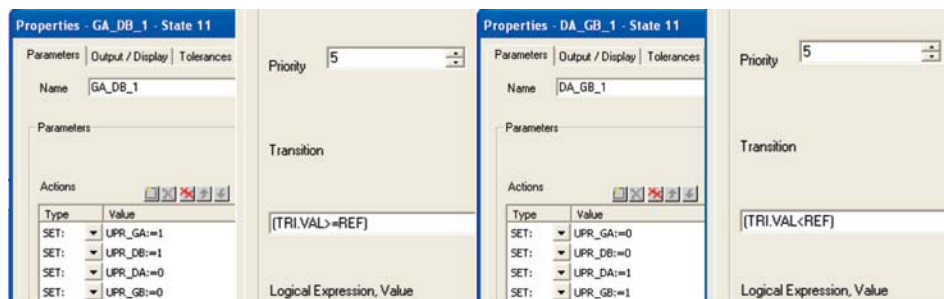 Properties - GA_DB_1 - State 11
Parameters Output / Display Tolerances
Name GA_DB_1
Parameters
Actions
Type Value
SET: UPR_GA:=1
SET: UPR_DB:=1
SET: UPR_DA:=0
SET: UPR_GB:=0
Priority 5
Transition
(TRI.VAL>=REF)
Logical Expression, Value
Properties - DA_GB_1 - State 11
Parameters Output / Display Tolerances
Name DA_GB_1
Parameters
Actions
Type Value
SET: UPR_GA:=0
SET: UPR_DB:=0
SET: UPR_DA:=1
SET: UPR_GB:=1
Priority 5
Transition
(TRI.VAL<REF)
Logical Expression, Value